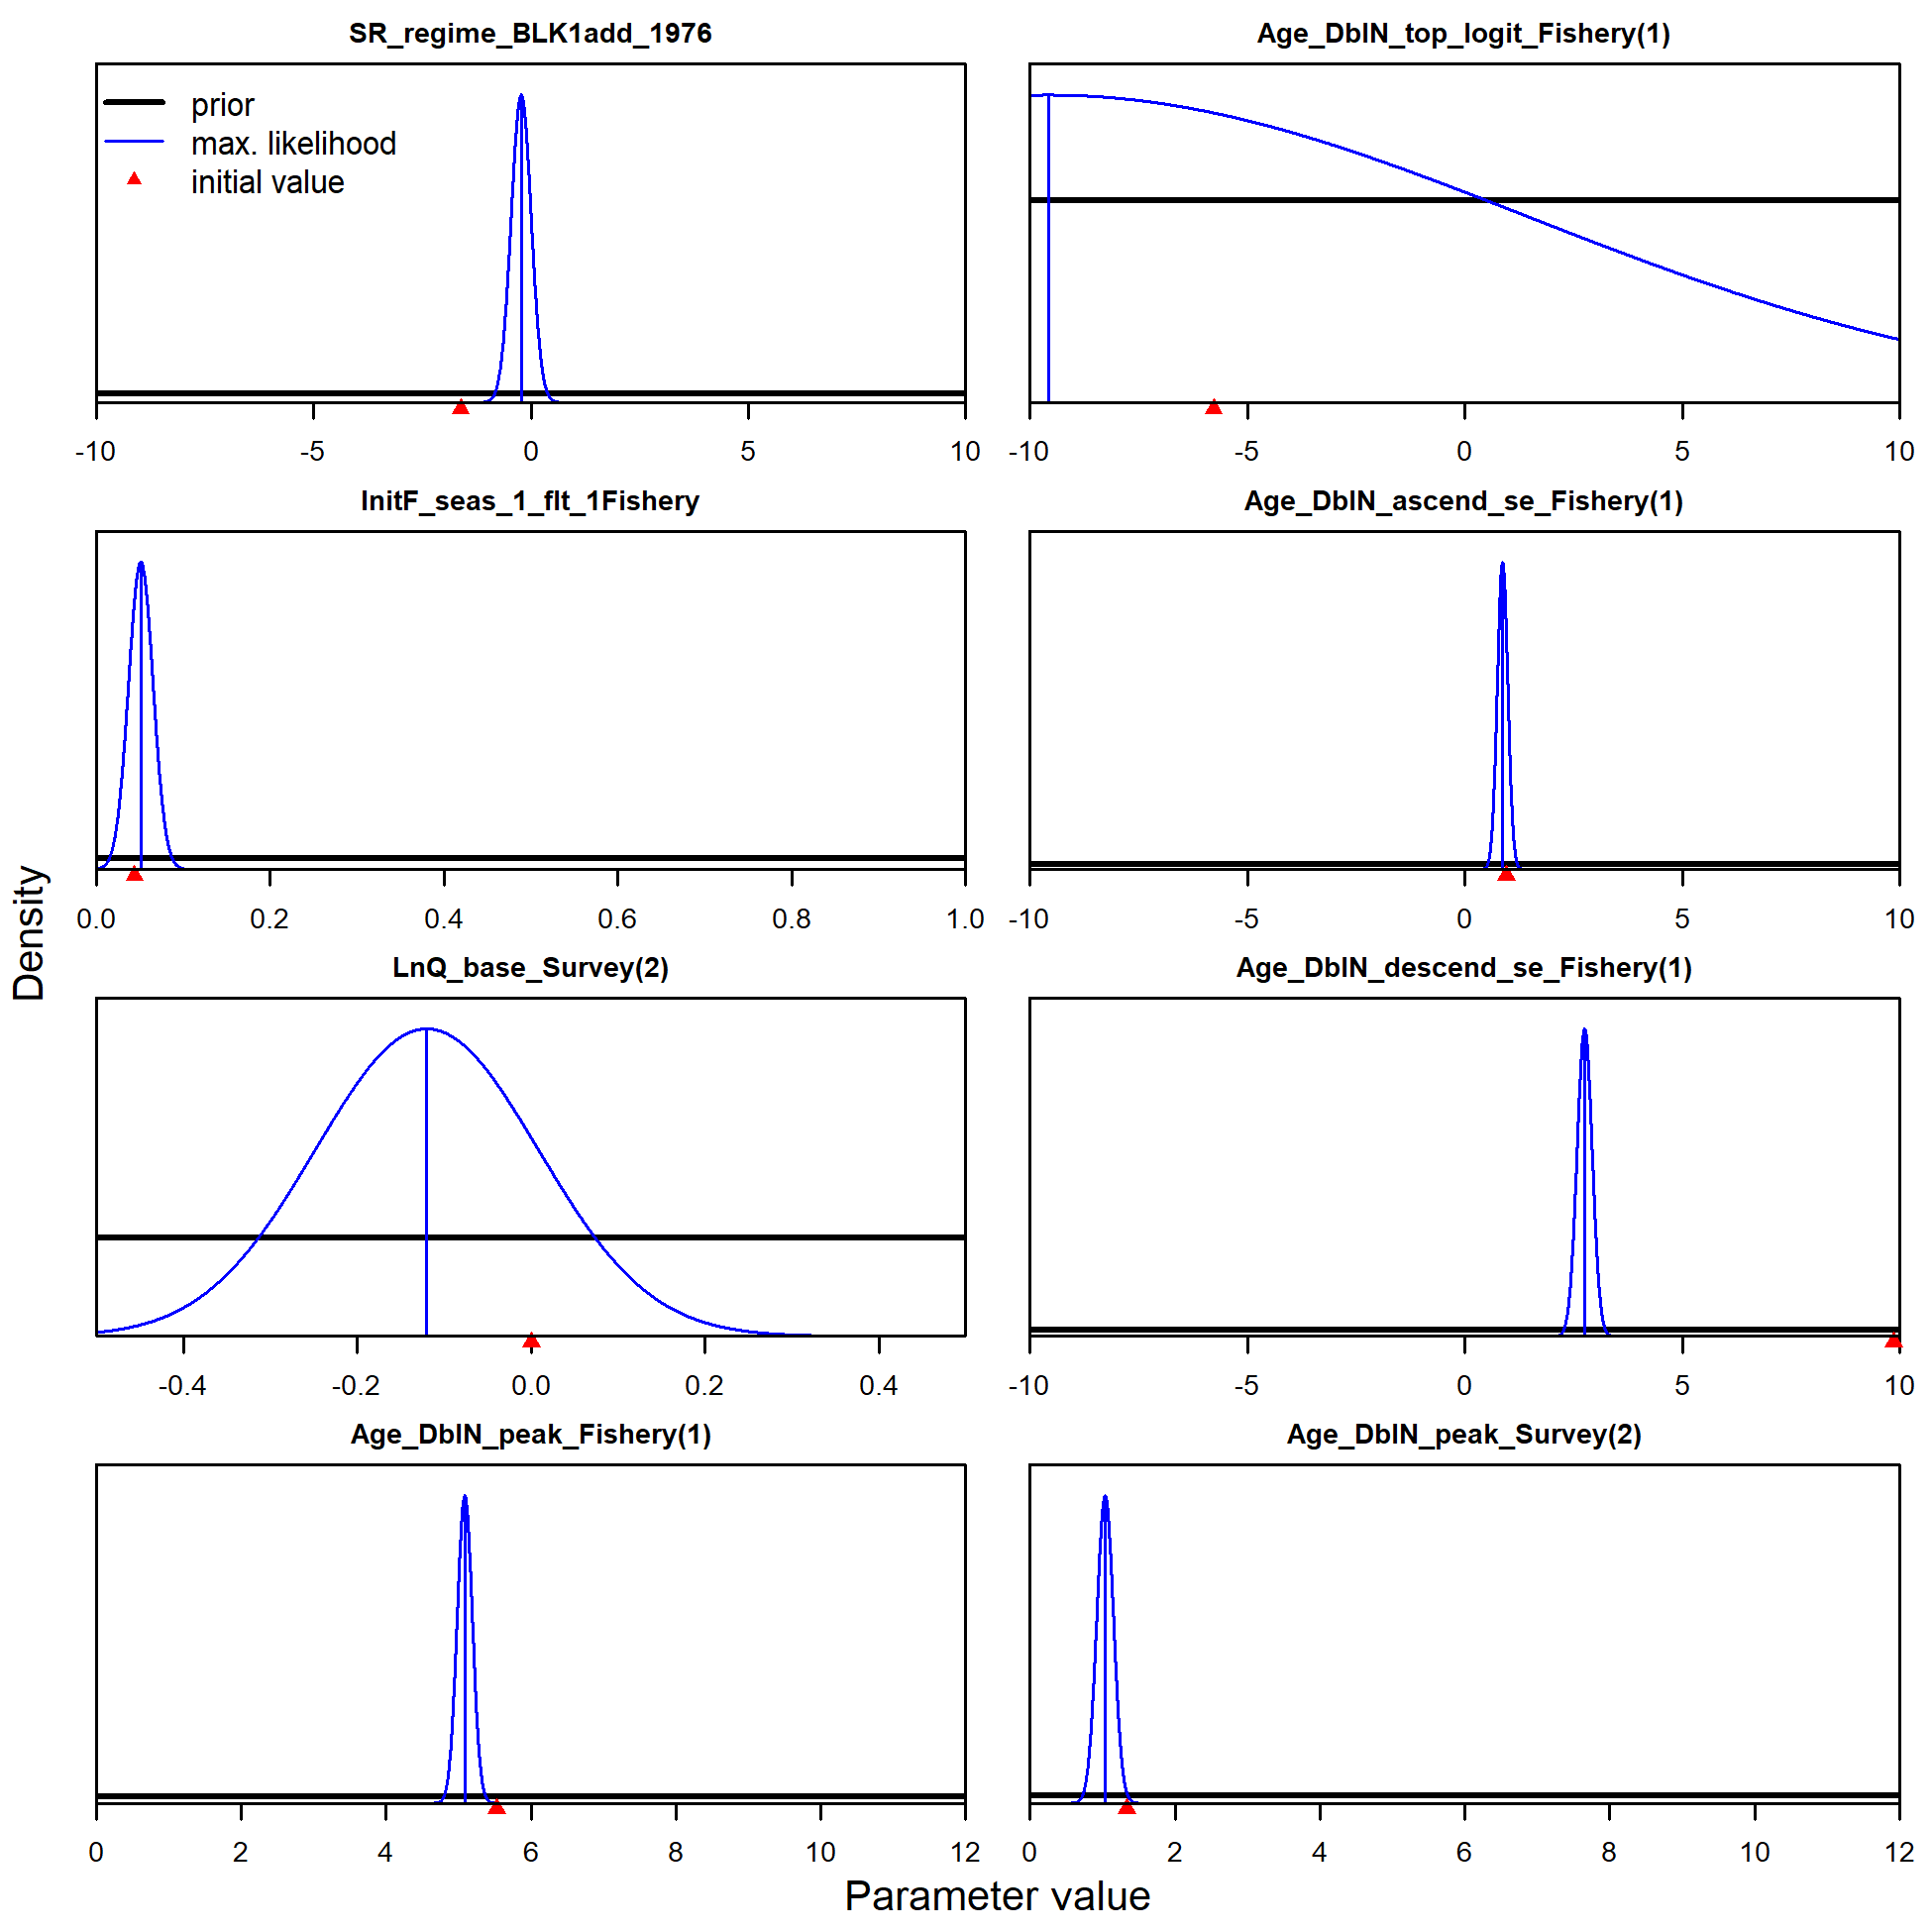 SR_regime_BLK1add_1976
prior
max. likelihood
initial value
-10 -5 0 5 10
Age_DblN_top_logit_Fishery(1)
-10 -5 0 5 10
InitF_seas_1_flt_1Fishery
0.0 0.2 0.4 0.6 0.8 1.0
Age_DblN_ascend_se_Fishery(1)
-10 -5 0 5 10
LnQ_base_Survey(2)
-0.4 -0.2 0.0 0.2 0.4
Age_DblN_descend_se_Fishery(1)
-10 -5 0 5 10
Age_DblN_peak_Fishery(1)
0 2 4 6 8 10 12
Age_DblN_peak_Survey(2)
0 2 4 6 8 10 12
Density
Parameter value